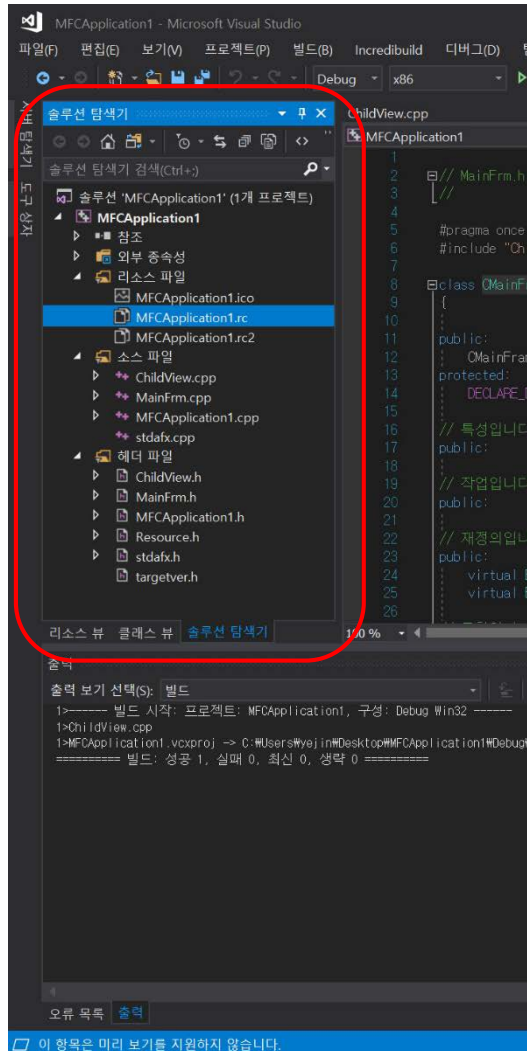 MFCApplication1 - Microsoft Visual Studio
파일(F) 편집(E) 보기(V) 프로젝트(P) 빌드(B) Incredibuild 디버그(D)
Debug x86
서버 탐색기
도구 상자
솔루션 탐색기
솔루션 탐색기 검색(Ctrl+;)
솔루션 'MFCApplication1' (1개 프로젝트)
MFCApplication1
참조
외부 종속성
리소스 파일
MFCApplication1.ico
MFCApplication1.rc
MFCApplication1.rc2
소스 파일
ChildView.cpp
MainFrm.cpp
MFCApplication1.cpp
stdafx.cpp
헤더 파일
ChildView.h
MainFrm.h
MFCApplication1.h
Resource.h
stdafx.h
targetver.h
리소스 뷰 클래스 뷰 솔루션 탐색기
ChildView.cpp
MFCApplication1
1
2 // MainFrm.h
3 //
4
5 #pragma once
6 #include "Ch
7
8 class CMainF
9 {
10
11 public:
12 CMainFra
13 protected:
14 DECLARE_
15
16 // 특성입니다
17 public:
18
19 // 작업입니다
20 public:
21
22 // 재정의입니
23 public:
24 virtual
25 virtual
26
100 %
출력
출력 보기 선택(S): 빌드
1>------ 빌드 시작: 프로젝트: MFCApplication1, 구성: Debug Win32 ------
1>ChildView.cpp
1>MFCApplication1.vcxproj -> C:₩Users₩yejin₩Desktop₩MFCApplication1₩Debug₩
========== 빌드: 성공 1, 실패 0, 최신 0, 생략 0 ==========
오류 목록 출력
이 항목은 미리 보기를 지원하지 않습니다.